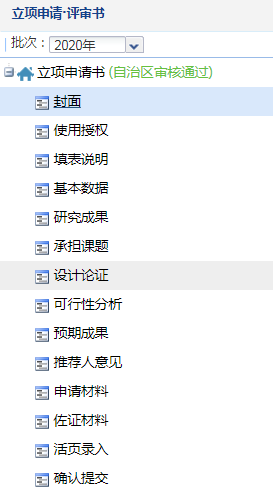 立项申请·评审书
批次：2020年
立项申请书 (自治区审核通过)
封面
使用授权
填表说明
基本数据
研究成果
承担课题
设计论证
可行性分析
预期成果
推荐人意见
申请材料
佐证材料
活页录入
确认提交